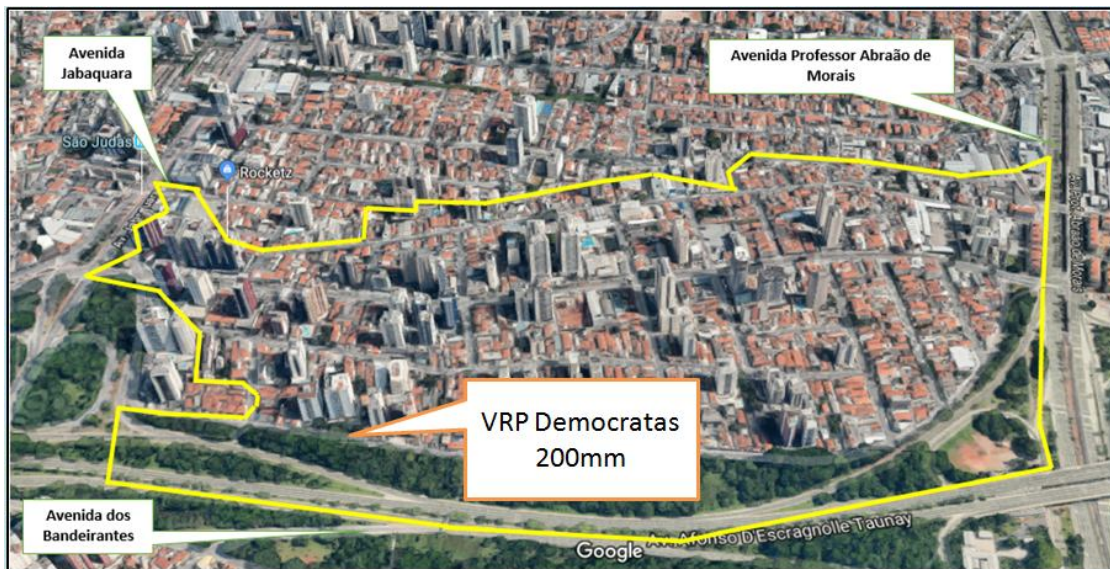 Avenida
Jabaquara
Avenida Professor Abraão de
Morais
São Judas
Rocketz
VRP Democratas
200mm
Avenida dos
Bandeirantes
Google
Av. Afonso D'Escragnolle Taunay